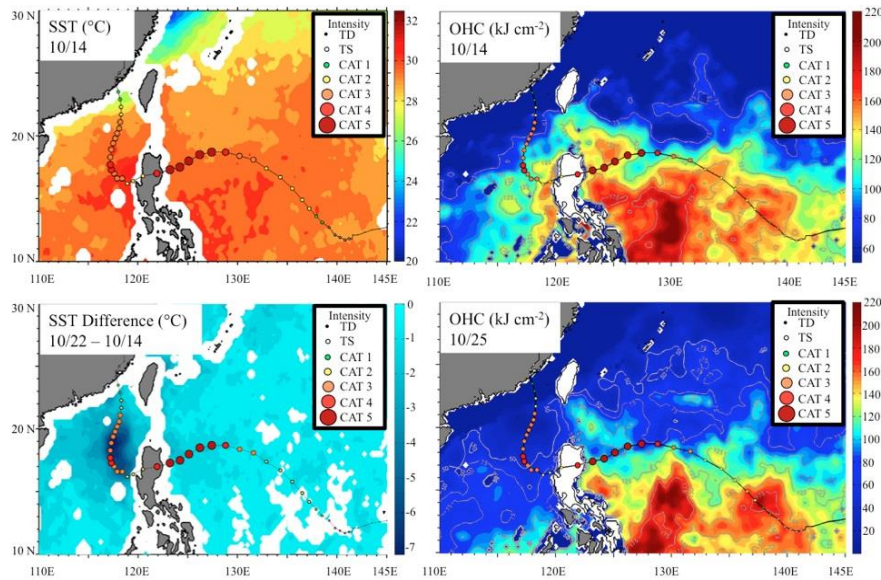 30 N
20 N
10 N
SST (°C)
10/14
Intensity
TD
TS
CAT 1
CAT 2
CAT 3
CAT 4
CAT 5
110E 120E 130E 140E 145E
32
30
28
26
24
22
20
OHC (kJ cm-2)
10/14
Intensity
TD
TS
CAT 1
CAT 2
CAT 3
CAT 4
CAT 5
110E 120E 130E 140E 145E
220
200
180
160
140
120
100
80
60
30 N
20N
10 N
SST Difference (°C)
10/22 – 10/14
Intensity
TD
TS
CAT 1
CAT 2
CAT 3
CAT 4
CAT 5
110E 120E 130E 140E 145E
0
-1
-2
-3
-4
-5
-6
-7
OHC (kJ cm-2)
10/25
Intensity
TD
TS
CAT 1
CAT 2
CAT 3
CAT 4
CAT 5
110E 120E 130E 140E 145E
220
200
180
160
140
120
100
80
60
40
20
0